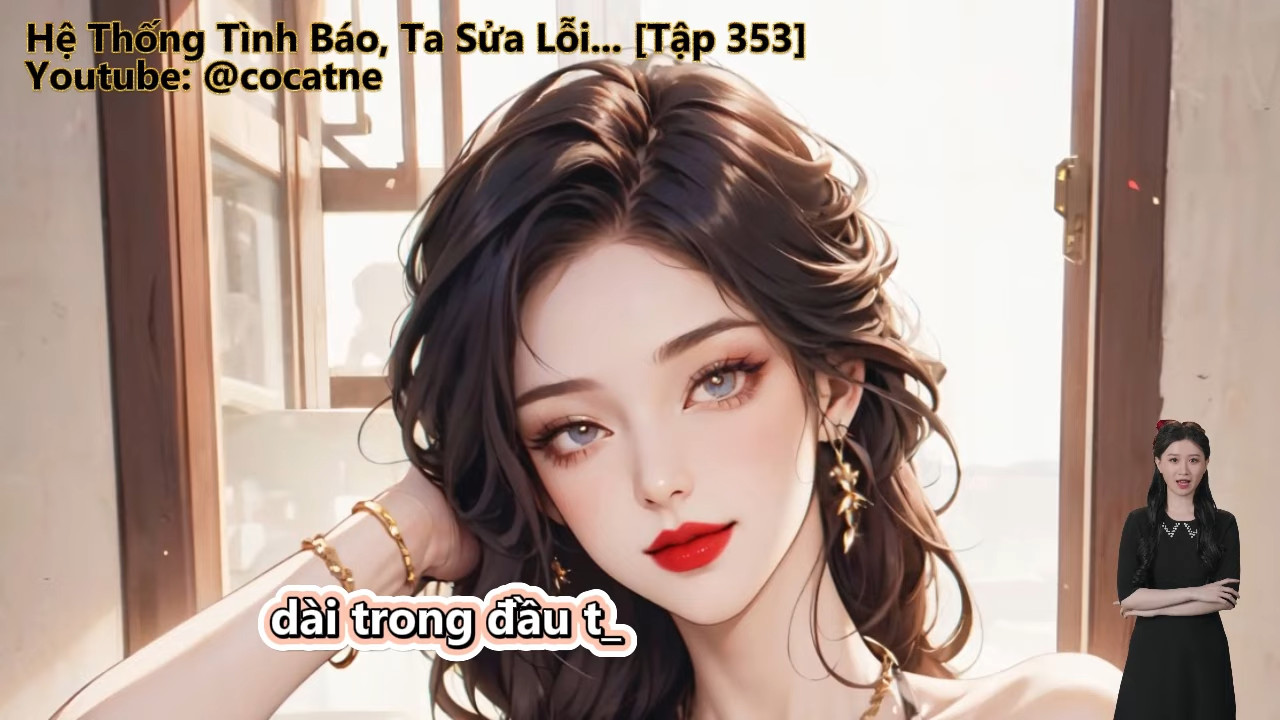 Hệ Thống Tình Báo, Ta Sửa Lỗi... [Tập 353]
Youtube: @cocatne
dài trong đầu t_